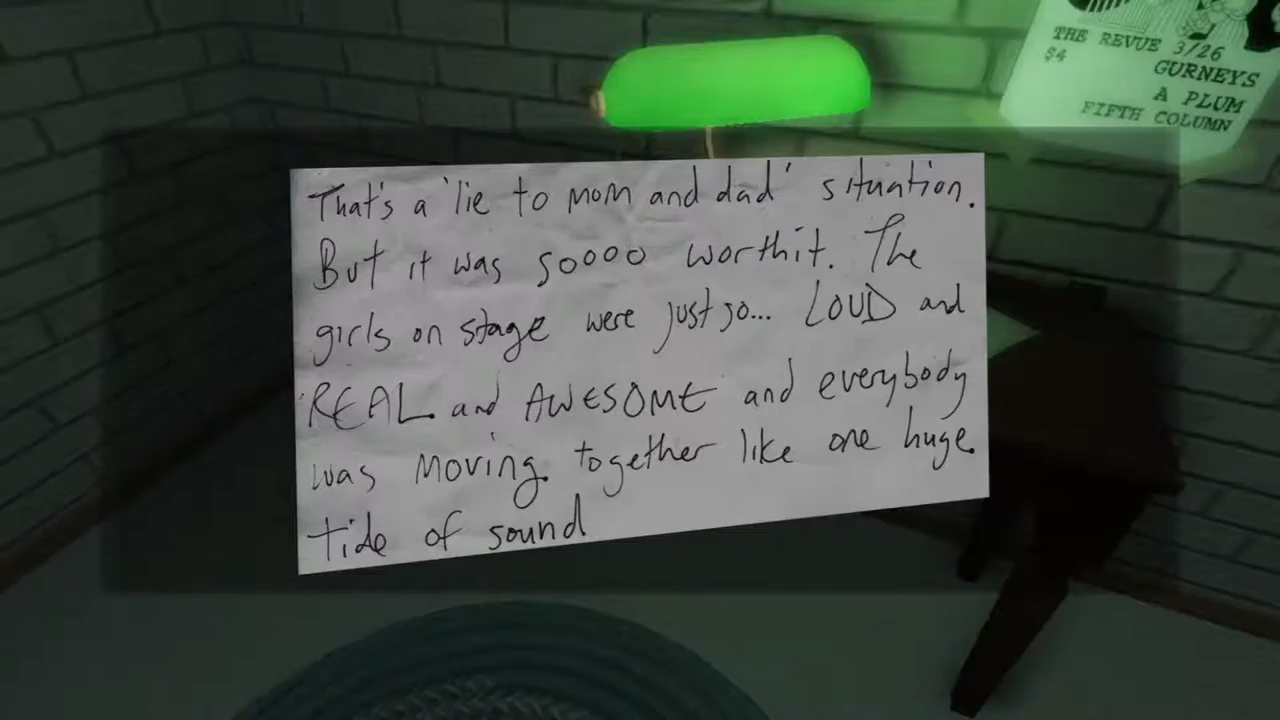 THE REVUE 3/26
$4
GURNEYS
A PLUM
FIFTH COLUMN
That's a 'lie to mom and dad' situation.
But it was soooo worthit. The
girls on stage were just so... LOUD and
REAL and AWESOME and everybody
was moving together like one huge
tide of sound